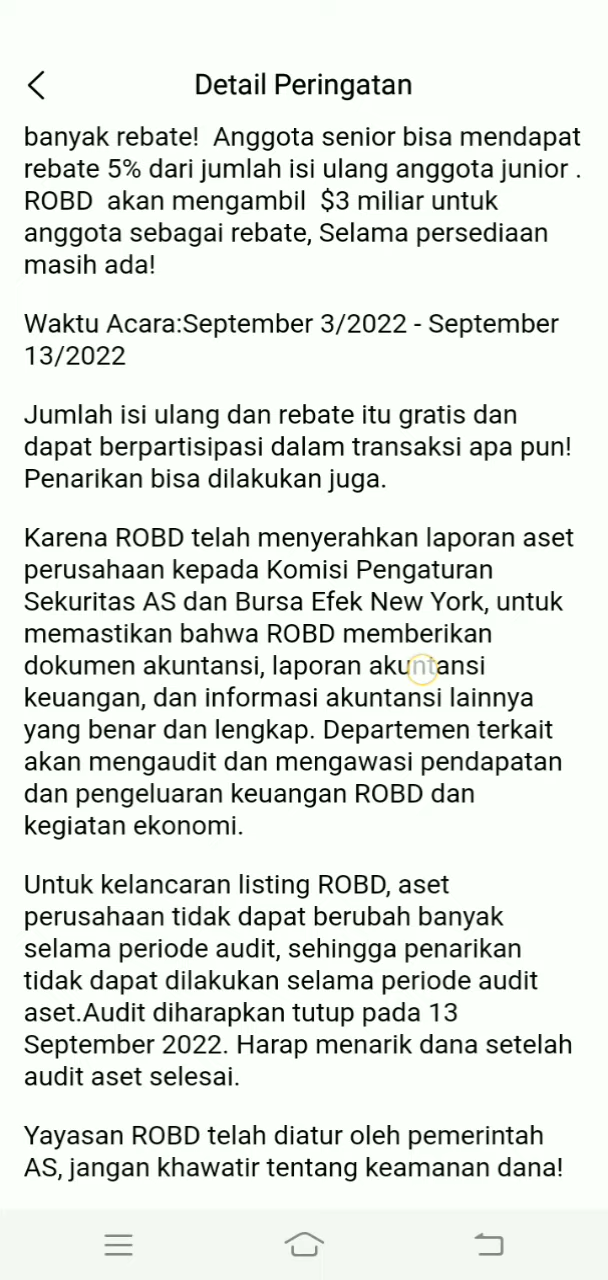 Detail Peringatan
banyak rebate!  Anggota senior bisa mendapat
rebate 5% dari jumlah isi ulang anggota junior .
ROBD  akan mengambil  $3 miliar untuk
anggota sebagai rebate, Selama persediaan
masih ada!
Waktu Acara:September 3/2022 - September
13/2022
Jumlah isi ulang dan rebate itu gratis dan
dapat berpartisipasi dalam transaksi apa pun!
Penarikan bisa dilakukan juga.
Karena ROBD telah menyerahkan laporan aset
perusahaan kepada Komisi Pengaturan
Sekuritas AS dan Bursa Efek New York, untuk
memastikan bahwa ROBD memberikan
dokumen akuntansi, laporan akuntansi
keuangan, dan informasi akuntansi lainnya
yang benar dan lengkap. Departemen terkait
akan mengaudit dan mengawasi pendapatan
dan pengeluaran keuangan ROBD dan
kegiatan ekonomi.
Untuk kelancaran listing ROBD, aset
perusahaan tidak dapat berubah banyak
selama periode audit, sehingga penarikan
tidak dapat dilakukan selama periode audit
aset.Audit diharapkan tutup pada 13
September 2022. Harap menarik dana setelah
audit aset selesai.
Yayasan ROBD telah diatur oleh pemerintah
AS, jangan khawatir tentang keamanan dana!